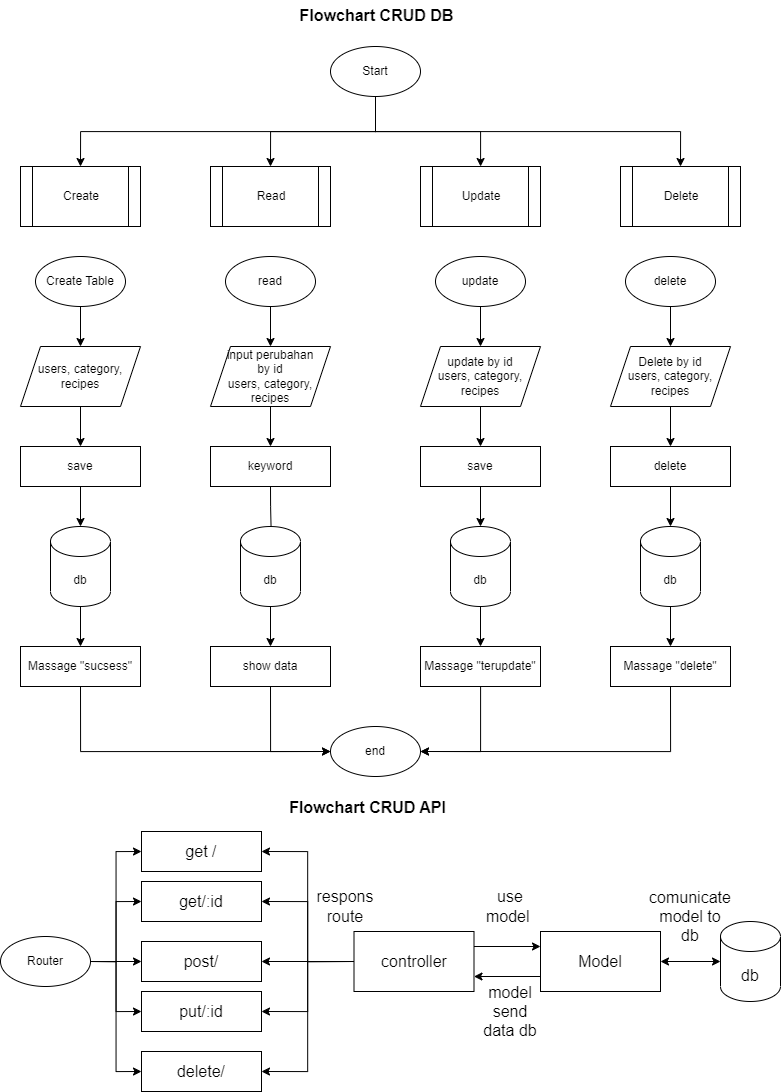 Flowchart CRUD DB
Start
Create
Read
Update
Delete
Create Table
read
update
delete
users, category,
recipes
Input perubahan
by id
users, category,
recipes
update by id
users, category,
recipes
Delete by id
users, category,
recipes
save
keyword
save
delete
db
db
db
db
Massage "sucsess"
show data
Massage "terupdate"
Massage "delete"
end
Flowchart CRUD API
Router
get /
get/:id
post/
put/:id
delete/
respons
route
controller
use
model
model
send
data db
Model
comunicate
model to
db
db